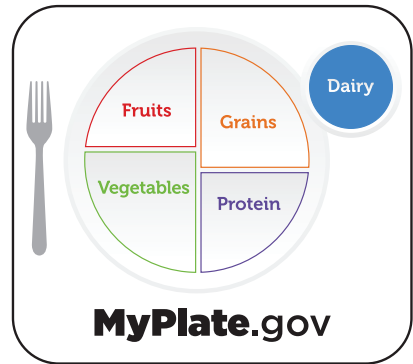 Dairy
Fruits
Grains
Vegetables
Protein
MyPlate.gov